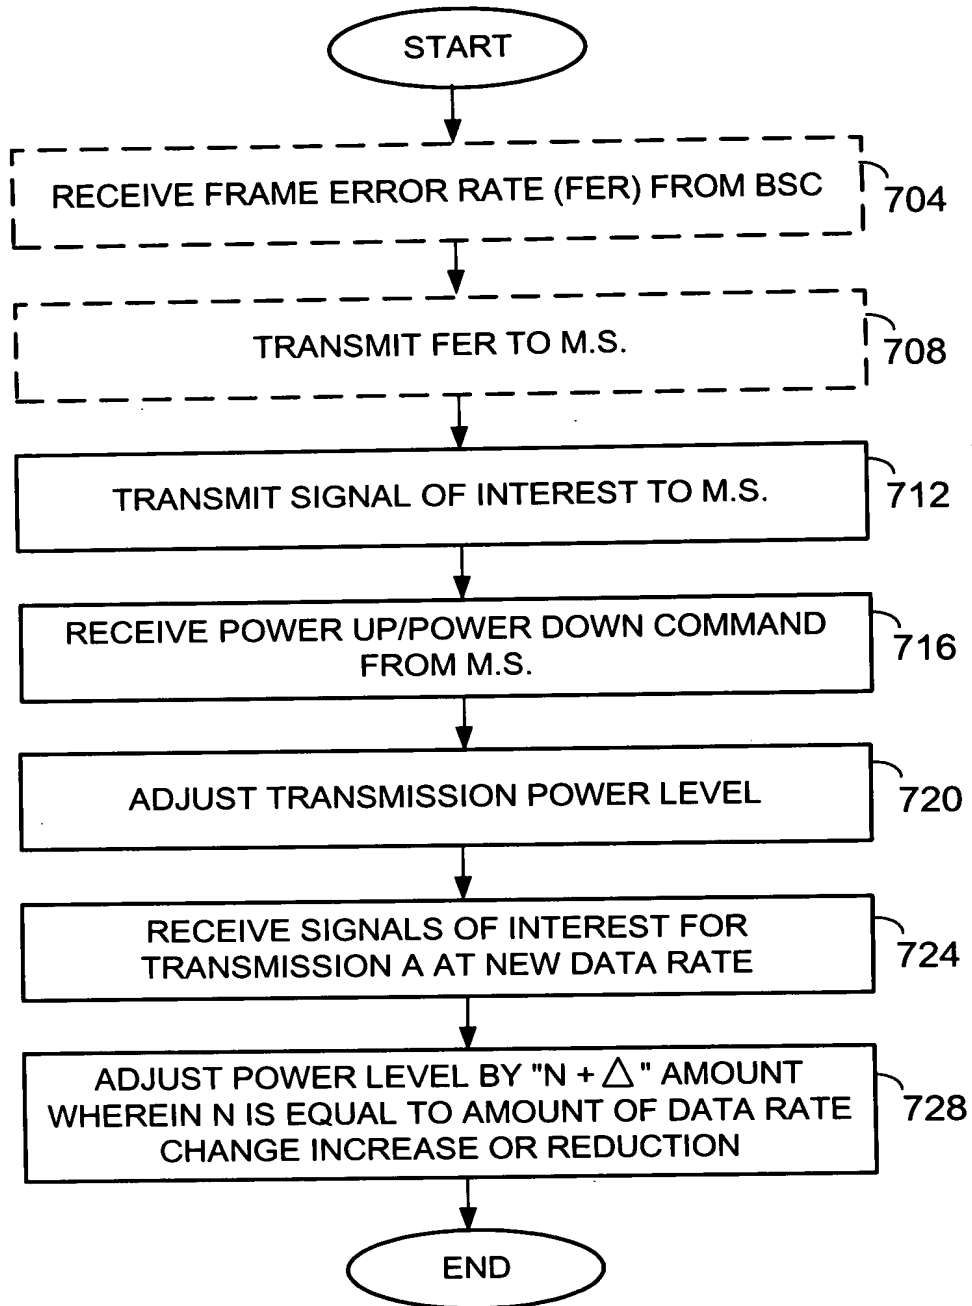 START
RECEIVE FRAME ERROR RATE (FER) FROM BSC
704
TRANSMIT FER TO M.S.
708
TRANSMIT SIGNAL OF INTEREST TO M.S.
712
RECEIVE POWER UP/POWER DOWN COMMAND
FROM M.S.
716
ADJUST TRANSMISSION POWER LEVEL
720
RECEIVE SIGNALS OF INTEREST FOR
TRANSMISSION A AT NEW DATA RATE
724
ADJUST POWER LEVEL BY "N + △" AMOUNT
WHEREIN N IS EQUAL TO AMOUNT OF DATA RATE
CHANGE INCREASE OR REDUCTION
728
END